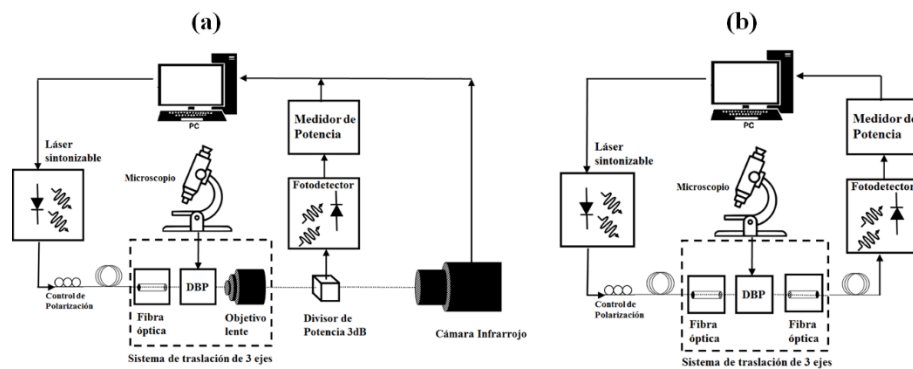 (a)
PC
Láser
sintonizable
Microscopio
Medidor de
Potencia
Fotodetector
Control de
Polarización
Fibra
óptica
DBP
Objetivo
lente
Divisor de
Potencia 3dB
Cámara Infrarrojo
Sistema de traslación de 3 ejes
(b)
PC
Láser
sintonizable
Microscopio
Medidor de
Potencia
Fotodetector
Control de
Polarización
Fibra
óptica
DBP
Fibra
óptica
Sistema de traslación de 3 ejes